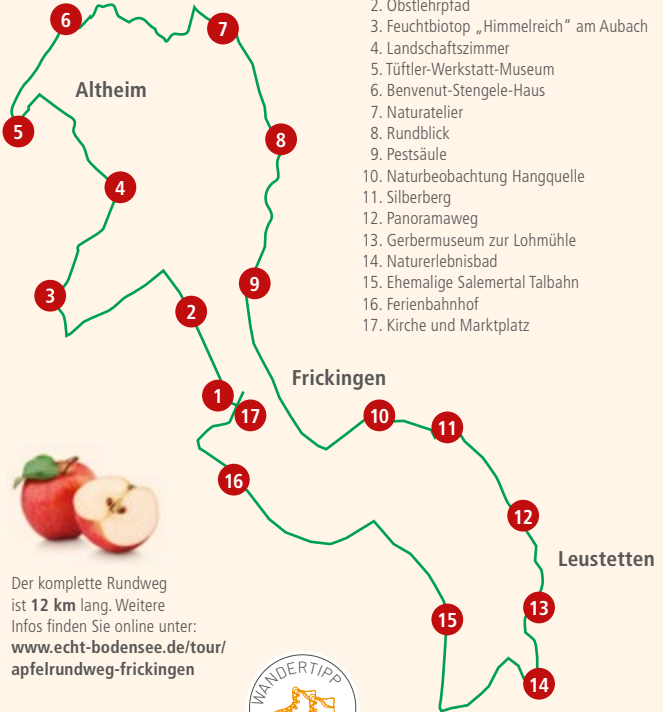 2. Obstlehrpfad
3. Feuchtbiotop „Himmelreich“ am Aubach
4. Landschaftszimmer
5. Tüftler-Werkstatt-Museum
6. Benvenut-Stengele-Haus
7. Naturatelier
8. Rundblick
9. Pestsäule
10. Naturbeobachtung Hangquelle
11. Silberberg
12. Panoramaweg
13. Gerbermuseum zur Lohmühle
14. Naturerlebnisbad
15. Ehemalige Salemertal Talbahn
16. Ferienbahnhof
17. Kirche und Marktplatz
6
7
Altheim
5
8
4
9
3
2
Frickingen
1
17
10
11
16
12
Leustetten
13
15
14
Der komplette Rundweg
ist 12 km lang. Weitere
Infos finden Sie online unter:
www.echt-bodensee.de/tour/
apfelrundweg-frickingen
WANDERTIPP